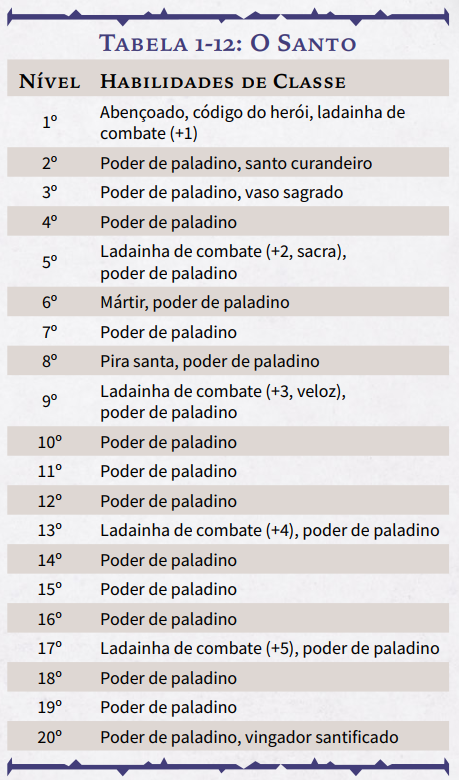 Tabela 1-12: O Santo
Nível Habilidades de Classe
1º Abençoado, código do herói, ladainha de
combate (+1)
2º Poder de paladino, santo curandeiro
3º Poder de paladino, vaso sagrado
4º Poder de paladino
5º Ladainha de combate (+2, sacra),
poder de paladino
6º Mártir, poder de paladino
7º Poder de paladino
8º Pira santa, poder de paladino
9º Ladainha de combate (+3, veloz),
poder de paladino
10º Poder de paladino
11º Poder de paladino
12º Poder de paladino
13º Ladainha de combate (+4), poder de paladino
14º Poder de paladino
15º Poder de paladino
16º Poder de paladino
17º Ladainha de combate (+5), poder de paladino
18º Poder de paladino
19º Poder de paladino
20º Poder de paladino, vingador santificado